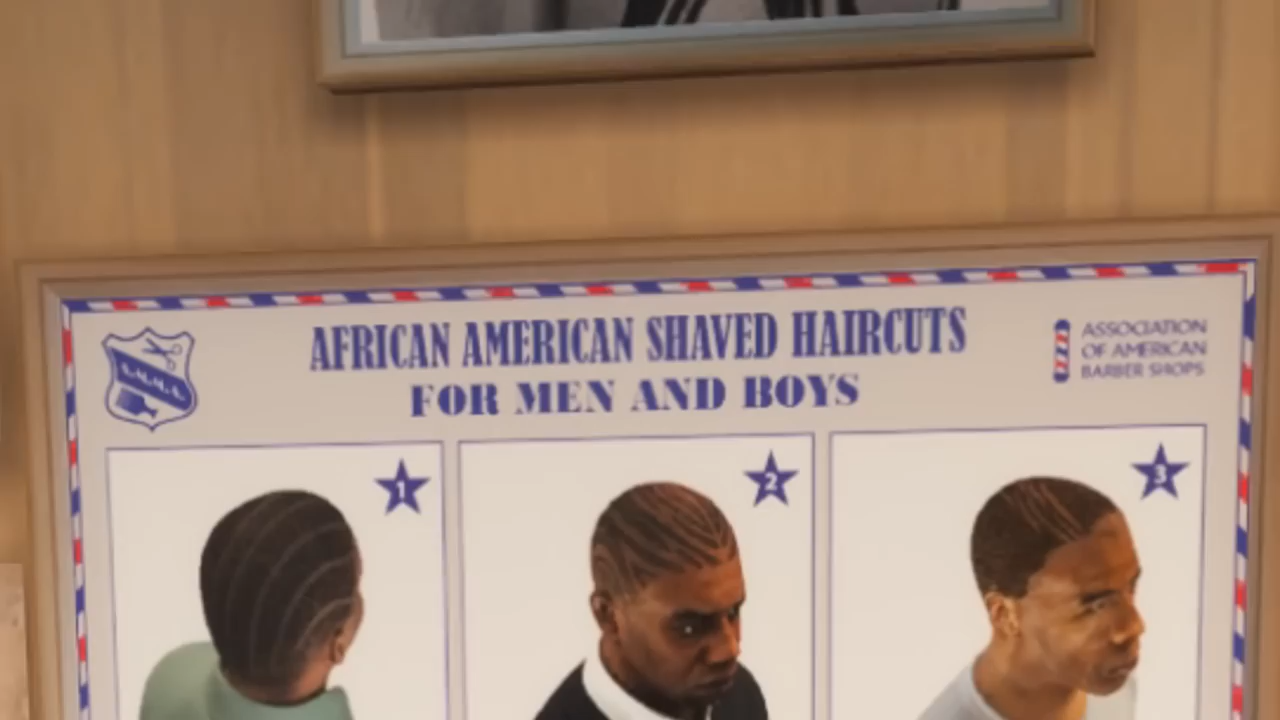 AFRICAN AMERICAN SHAVED HAIRCUTS
FOR MEN AND BOYS
ASSOCIATION
OF AMERICAN
BARBER SHOPS
1
2
3